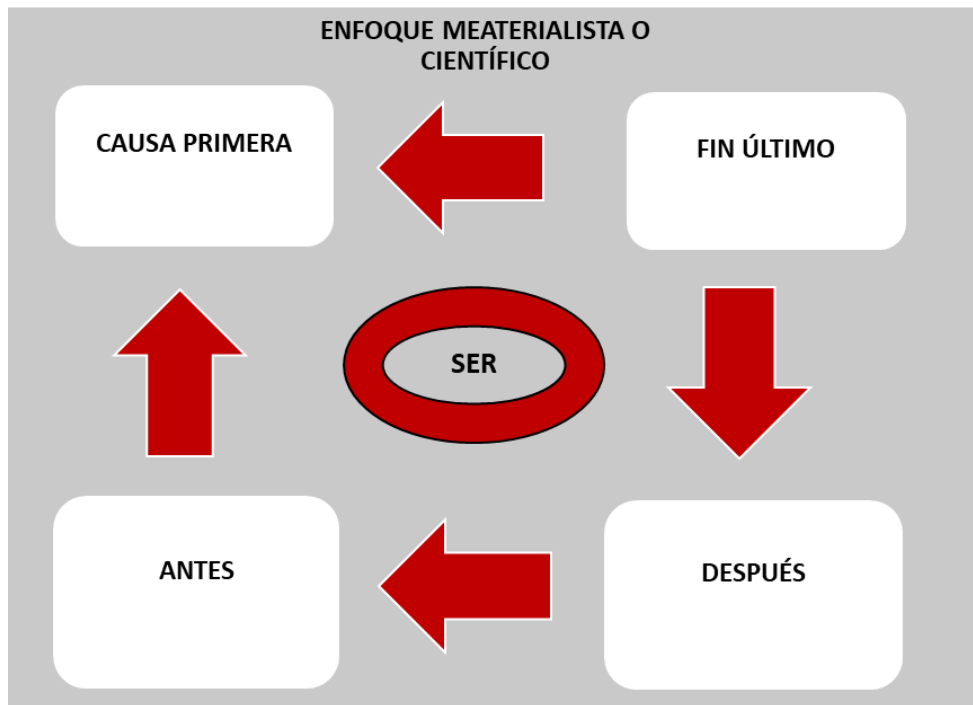 ENFOQUE MEATERIALISTA O
CIENTÍFICO
CAUSA PRIMERA
FIN ÚLTIMO
SER
ANTES
DESPUÉS